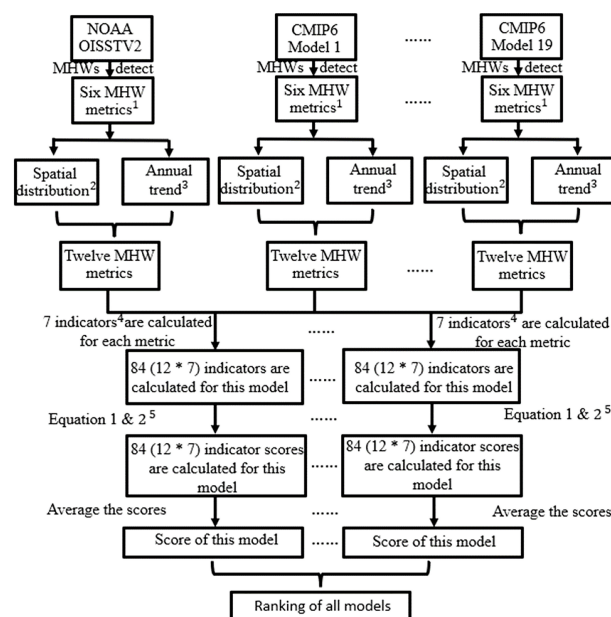 NOAA
OISSTV2
CMIP6
Model 1
......
CMIP6
Model 19
MHWs detect
MHWs detect
MHWs detect
Six MHW
metrics1
Six MHW
metrics1
......
Six MHW
metrics1
Spatial
distribution2
Annual
trend3
Spatial
distribution2
Annual
trend3
Spatial
distribution2
Annual
trend3
Twelve MHW
metrics
Twelve MHW
metrics
......
Twelve MHW
metrics
7 indicators4 are calculated
for each metric
......
7 indicators4 are calculated
for each metric
84 (12 * 7) indicators are
calculated for this model
......
84 (12 * 7) indicators are
calculated for this model
Equation 1 & 2 5
......
Equation 1 & 2 5
84 (12 * 7) indicator scores
are calculated for this
model
......
84 (12 * 7) indicator scores
are calculated for this
model
Average the scores
......
Average the scores
Score of this model
......
Score of this model
Ranking of all models